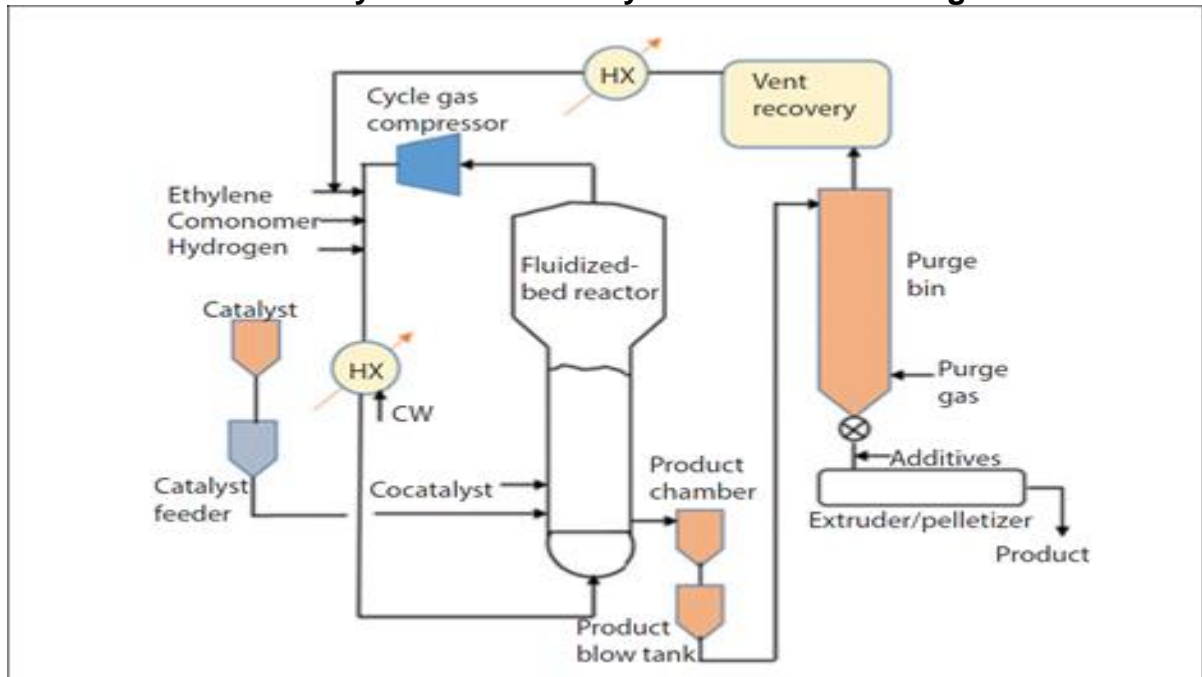 HX
Vent
recovery
Cycle gas
compressor
Ethylene
Comonomer
Hydrogen
Fluidized-
bed reactor
Purge
bin
Catalyst
HX
CW
Purge
gas
Product
chamber
Additives
Catalyst
feeder
Cocatalyst
Extruder/pelletizer
Product
Product
blow tank